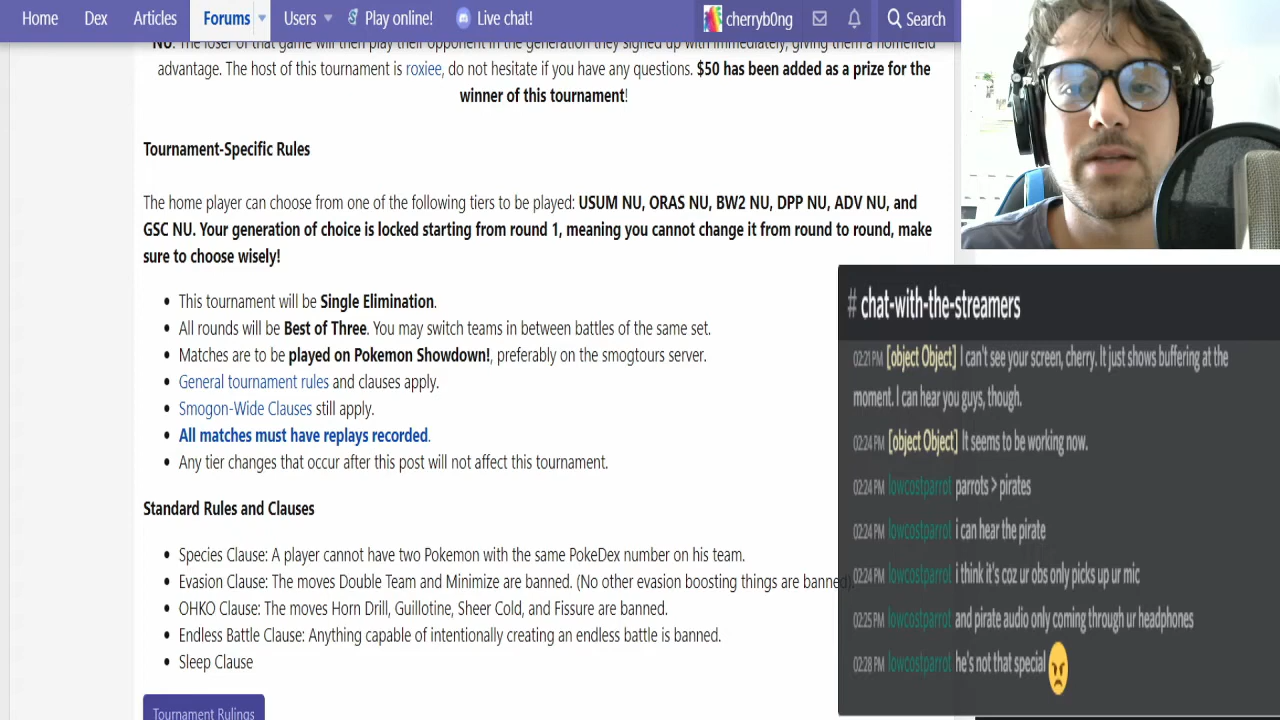 Home Dex Articles Forums Users Play online! Live chat! cherryb0ng Search
NU. The loser of that game will then play their opponent in the generation they signed up with immediately, giving them a homefield
advantage. The host of this tournament is roxiee, do not hesitate if you have any questions. $50 has been added as a prize for the
winner of this tournament!
Tournament-Specific Rules
The home player can choose from one of the following tiers to be played: USUM NU, ORAS NU, BW2 NU, DPP NU, ADV NU, and
GSC NU. Your generation of choice is locked starting from round 1, meaning you cannot change it from round to round, make
sure to choose wisely!
• This tournament will be Single Elimination.
• All rounds will be Best of Three. You may switch teams in between battles of the same set.
• Matches are to be played on Pokemon Showdown!, preferably on the smogtours server.
• General tournament rules and clauses apply.
• Smogon-Wide Clauses still apply.
• All matches must have replays recorded.
• Any tier changes that occur after this post will not affect this tournament.
Standard Rules and Clauses
• Species Clause: A player cannot have two Pokemon with the same PokeDex number on his team.
• Evasion Clause: The moves Double Team and Minimize are banned. (No other evasion boosting things are banned).
• OHKO Clause: The moves Horn Drill, Guillotine, Sheer Cold, and Fissure are banned.
• Endless Battle Clause: Anything capable of intentionally creating an endless battle is banned.
• Sleep Clause
Tournament Rulings
# chat-with-the-streamers
02:21 PM [object Object] I can't see your screen, cherry. It just shows buffering at the
moment. I can hear you guys, though.
02:24 PM [object Object] It seems to be working now.
02:24 PM lowcostparrot parrots > pirates
02:24 PM lowcostparrot i can hear the pirate
02:24 PM lowcostparrot i think it's coz ur obs only picks up ur mic
02:25 PM lowcostparrot and pirate audio only coming through ur headphones
02:28 PM lowcostparrot he's not that special 😠